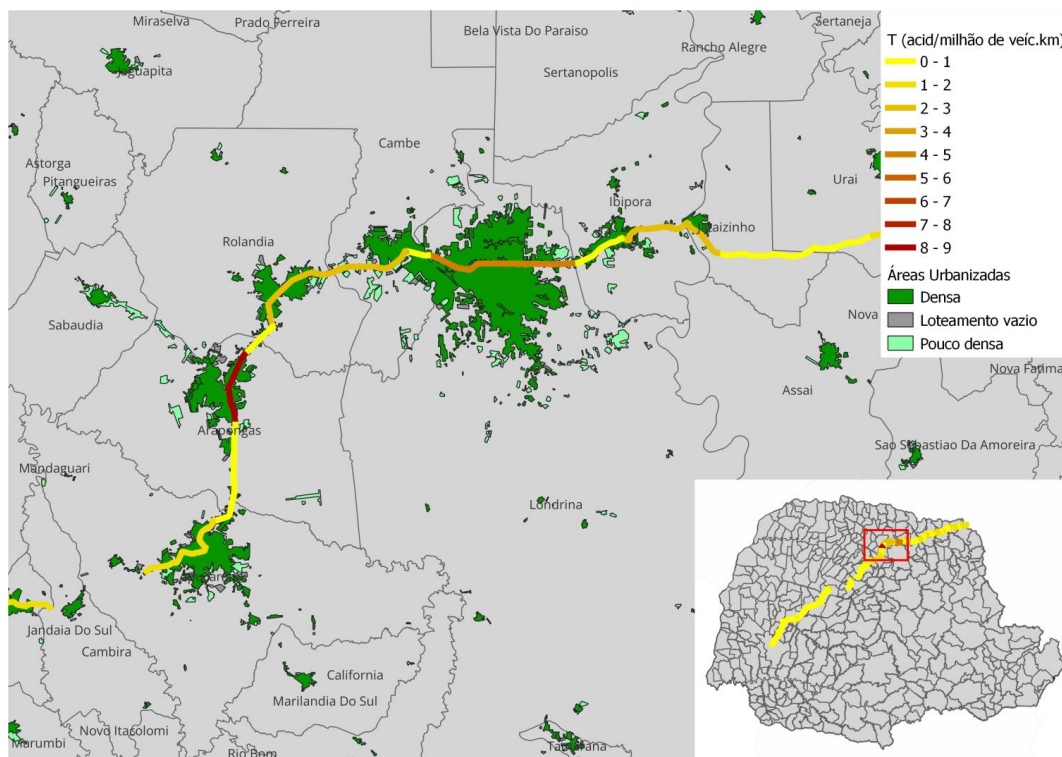 Miraselva
Prado Ferreira
Bela Vista Do Paraiso
Sertaneja
Rancho Alegre
Jaguapita
Sertanopolis
Cambe
Astorga
Pitangueiras
Urai
Ibipora
Rolandia
Sabaudia
Nova
Assai
Nova Fatima
Arapongas
Sao Sebastiao Da Amoreira
Mandaguari
Londrina
Jandaia Do Sul
Cambira
California
Marilandia Do Sul
Novo Itacolomi
Marumbi
Rio Bom
T (acid/milhão de veíc.km)
0 - 1
1 - 2
2 - 3
3 - 4
4 - 5
5 - 6
6 - 7
7 - 8
8 - 9
Áreas Urbanizadas
Densa
Loteamento vazio
Pouco densa